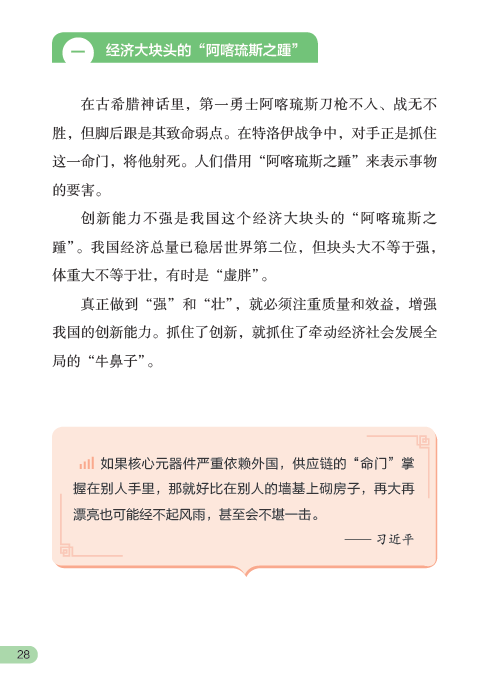 一 经济大块头的“阿喀琉斯之踵”
在古希腊神话里，第一勇士阿喀琉斯刀枪不入、战无不
胜，但脚后跟是其致命弱点。在特洛伊战争中，对手正是抓住
这一命门，将他射死。人们借用“阿喀琉斯之踵”来表示事物
的要害。
创新能力不强是我国这个经济大块头的“阿喀琉斯之
踵”。我国经济总量已稳居世界第二位，但块头大不等于强，
体重大不等于壮，有时是“虚胖”。
真正做到“强”和“壮”，就必须注重质量和效益，增强
我国的创新能力。抓住了创新，就抓住了牵动经济社会发展全
局的“牛鼻子”。
如果核心元器件严重依赖外国，供应链的“命门”掌
握在别人手里，那就好比在别人的墙基上砌房子，再大再
漂亮也可能经不起风雨，甚至会不堪一击。
—— 习近平
28